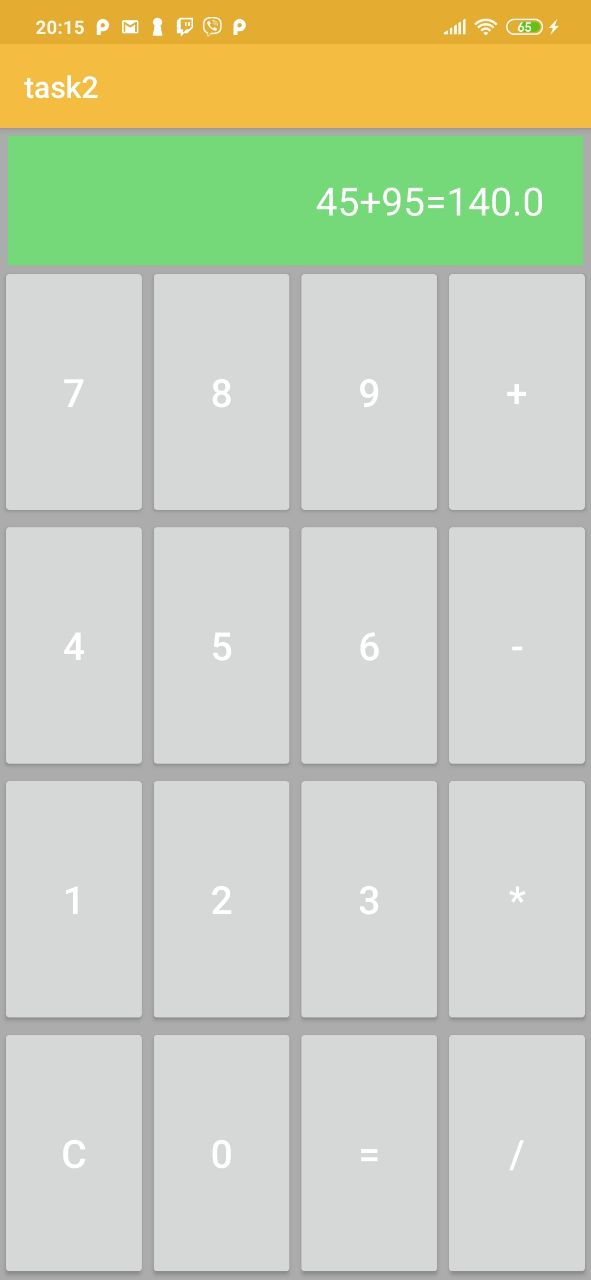 20:15 65
task2
45+95=140.0
7 8 9 +
4 5 6 -
1 2 3 *
C 0 = /